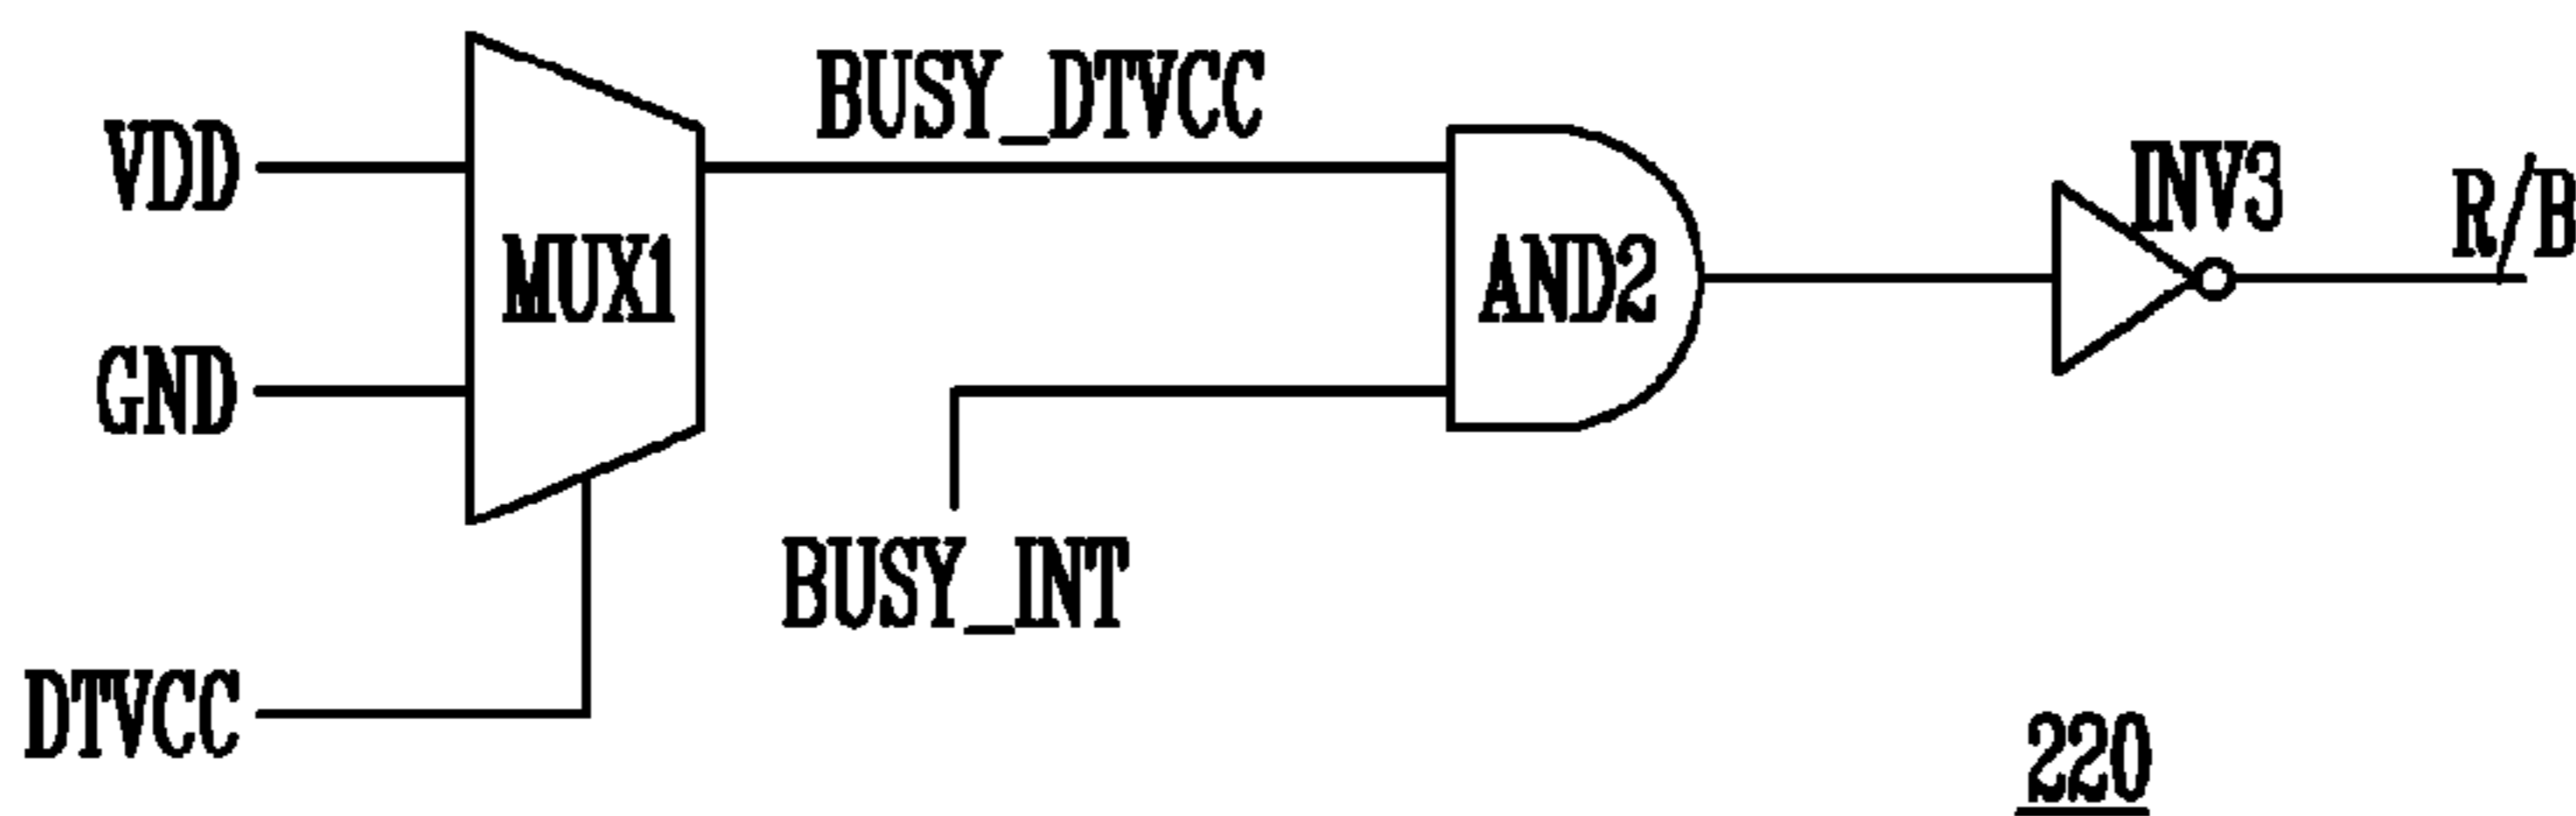 BUSY_DTVCC
VDD
INV3
R/B
MUX1
AND2
GND
BUSY_INT
DTVCC
220